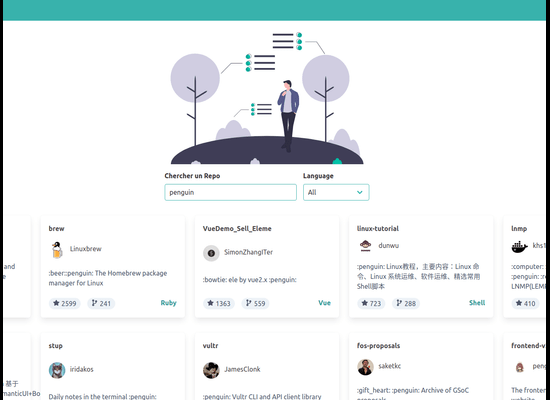 Chercher un Repo
Language
penguin
All
brew
Linuxbrew
:beer::penguin: The Homebrew package
manager for Linux
2599
241
Ruby
VueDemo_Sell_Eleme
SimonZhangITer
:bowtie: ele by vue2.x :penguin:
1363
559
Vue
linux-tutorial
dunwu
:penguin: Linux教程，主要内容：Linux 命
令、Linux 系统运维、软件运维、精选常用
Shell脚本
723
288
Shell
lnmp
khs1
:computer:
:penguin:
LNMP(LEMP
410
and
stup
iridakos
Daily notes in the terminal :penguin:
vultr
JamesClonk
:penguin: Vultr CLI and API client library
fos-proposals
saketkc
:gift_heart: :penguin: Archive of GSoC
proposals
frontend-v
peng
The front
website
基于
manticUI+Bo